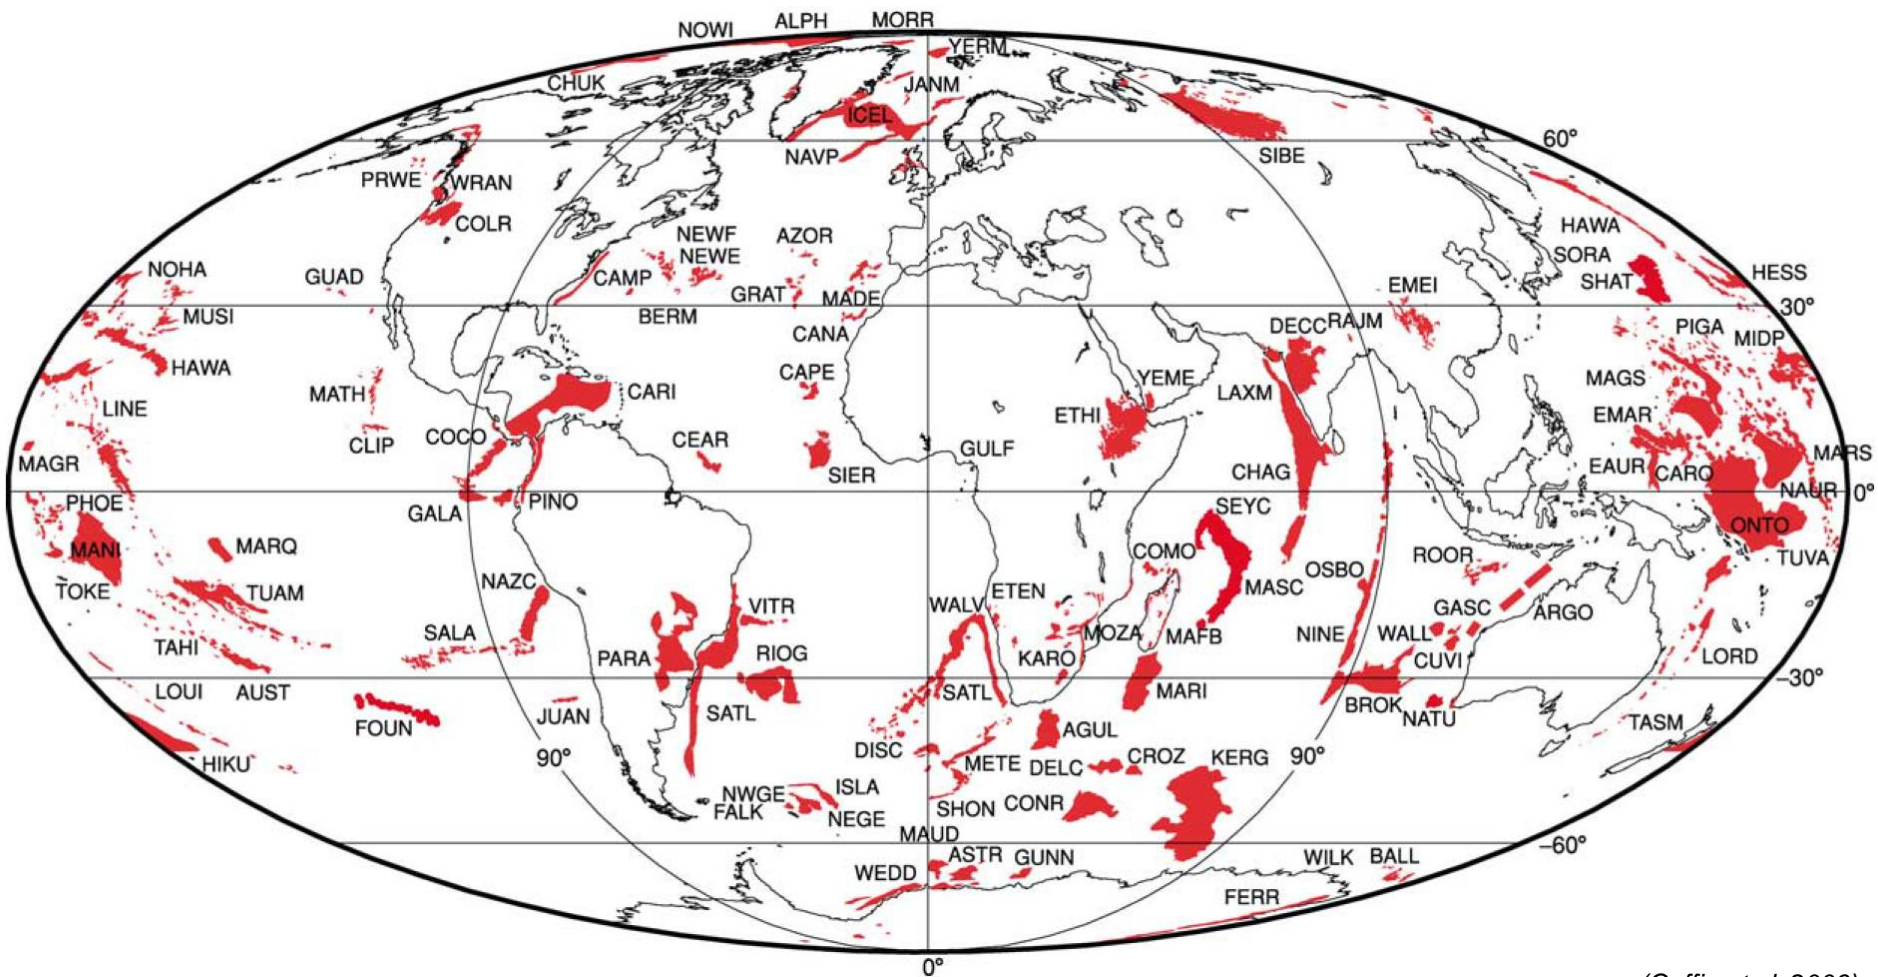 NOWI ALPH MORR
YERM
CHUK JANM
ICEL
NAVP 60°
SIBE
PRWE WRAN
COLR HAWA
NEWF AZOR
NEWE SORA
NOHA GUAD CAMP SHAT HESS
GRAT MADE EMEI
30°
MUSI BERM DECC RAJM PIGA
CANA MIDP
HAWA CAPE YEME MAGS
MATH CARI LAXM
LINE ETHI EMAR
CLIP COCO CEAR GULF MARS
MAGR SIER CHAG EAUR CARO
PHOE GALA PINO NAUR 0°
SEYC ONTO
MANI MARQ COMO ROOR TUVA
TOKE TUAM NAZC ETEN MASC OSBO
WALV VITR GASC ARGO
TAHI SALA MOZA MAFB NINE WALL
PARA RIOG KARO CUVI LORD
LOUI AUST SATL SATL MARI −30°
FOUN JUAN BROK NATU TASM
HIKU 90° DISC AGUL 90°
METE DELC CROZ KERG
NWGE ISLA
FALK NEGE SHON CONR
MAUD −60°
WEDD ASTR GUNN WILK BALL
FERR
0°